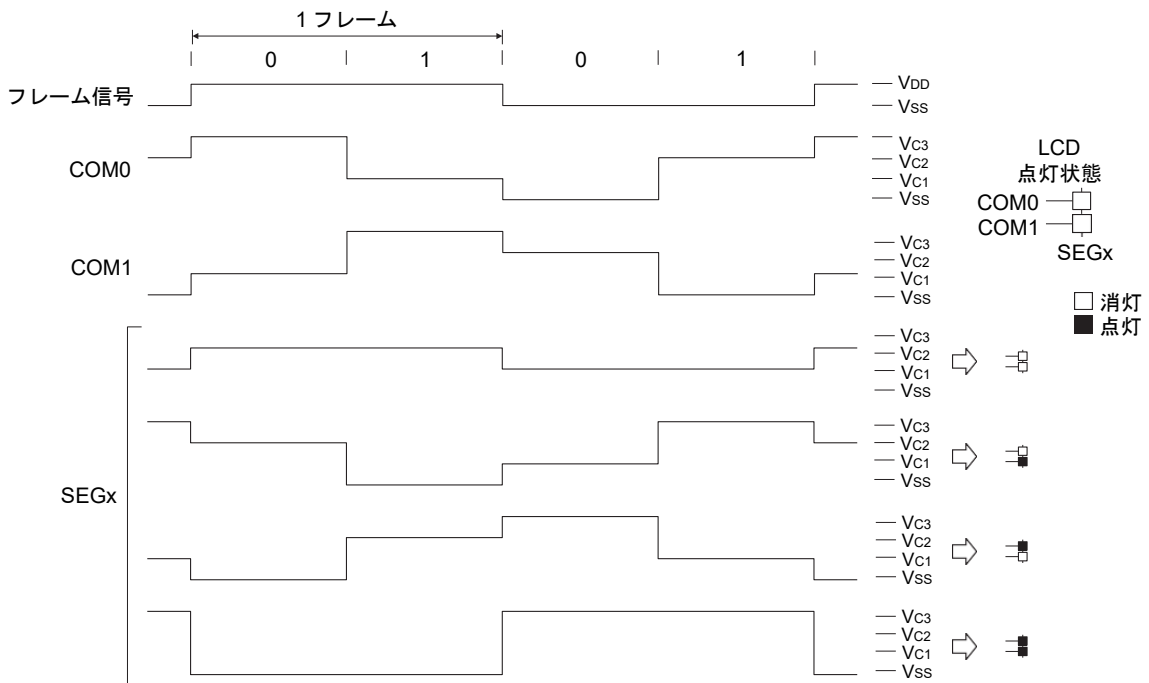 1 フレーム
0 1 0 1
フレーム信号
VDD
VSS
COM0
VC3
VC2
VC1
VSS
LCD
点灯状態
COM0
COM1
SEGx
COM1
VC3
VC2
VC1
VSS
消灯
点灯
SEGx
VC3
VC2
VC1
VSS
VC3
VC2
VC1
VSS
VC3
VC2
VC1
VSS
VC3
VC2
VC1
VSS